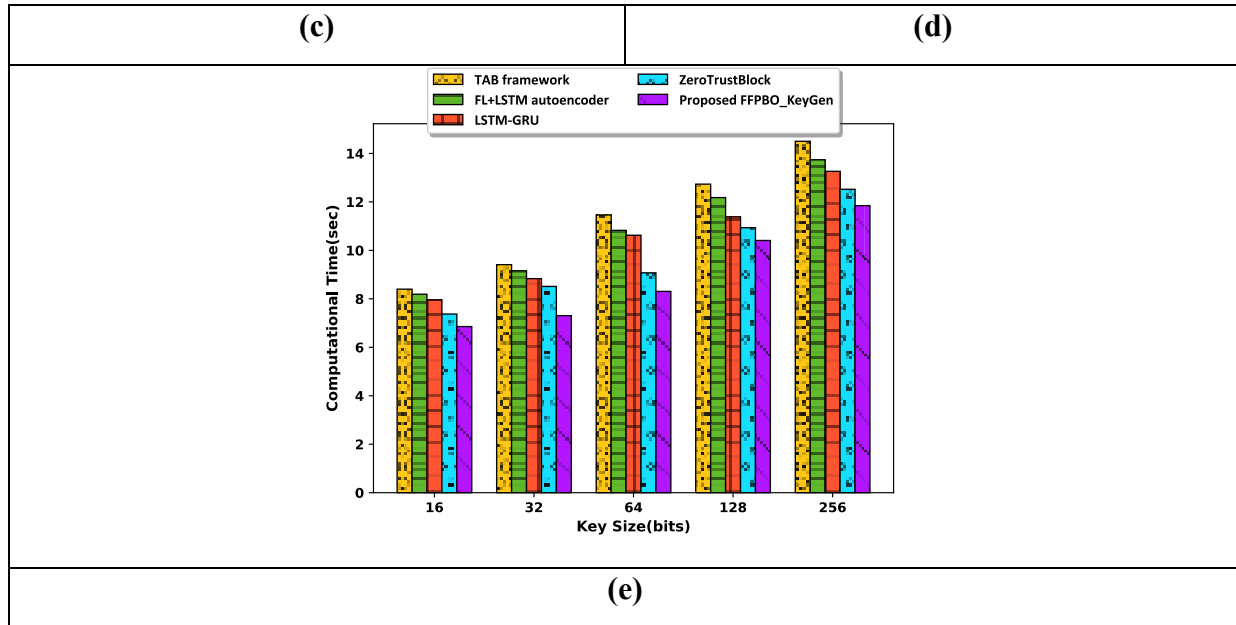 (c) (d)
TAB framework ZeroTrustBlock
FL+LSTM autoencoder Proposed FFPBO_KeyGen
LSTM-GRU
Computational Time(sec)
14
12
10
8
6
4
2
0
16 32 64 128 256
Key Size(bits)
(e)